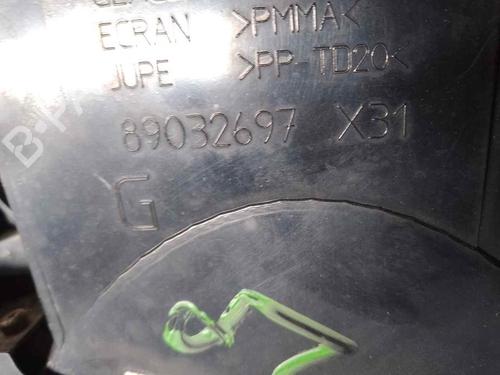 ECRAN >PMMA<
JUPE >PP-TD20<
89032697 X31
G